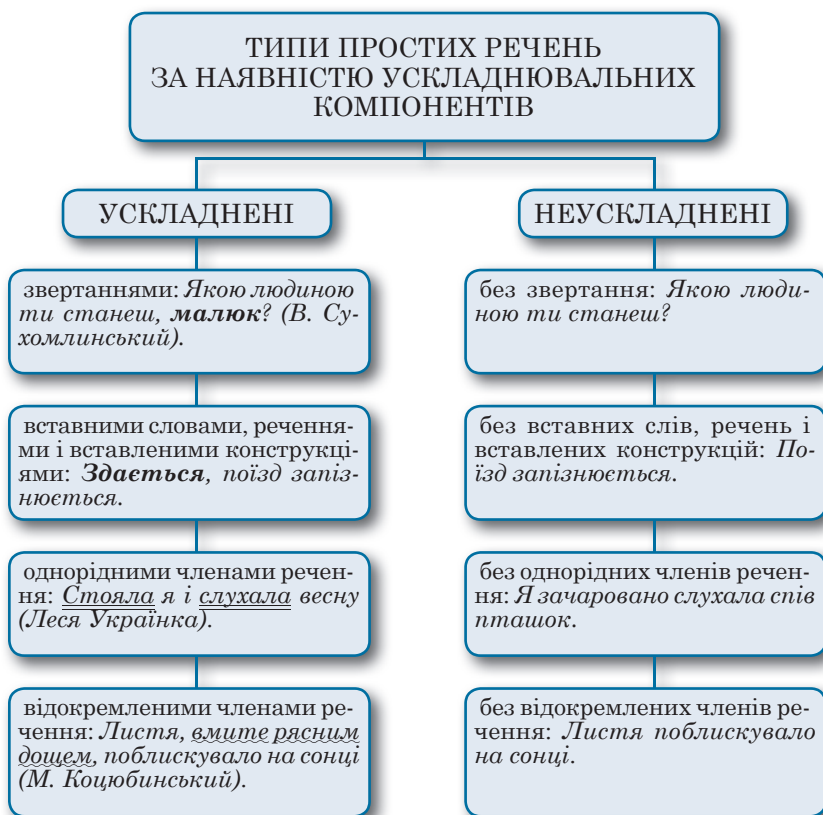 ТИПИ ПРОСТИХ РЕЧЕНЬ
ЗА НАЯВНІСТЮ УСКЛАДНЮВАЛЬНИХ
КОМПОНЕНТІВ
УСКЛАДНЕНІ
звертаннями: Якою людиною
ти станеш, малюк? (В. Су-
хомлинський).
вставними словами, речення-
ми і вставленими конструкці-
ями: Здається, поїзд запіз-
нюється.
однорідними членами речен-
ня: Стояла я і слухала весну
(Леся Українка).
відокремленими членами ре-
чення: Листя, вмите рясним
дощем, поблискувало на сонці
(М. Коцюбинський).
НЕУСКЛАДНЕНІ
без звертання: Якою люди-
ною ти станеш?
без вставних слів, речень і
вставлених конструкцій: По-
їзд запізнюється.
без однорідних членів речен-
ня: Я зачаровано слухала спів
пташок.
без відокремлених членів ре-
чення: Листя поблискувало
на сонці.